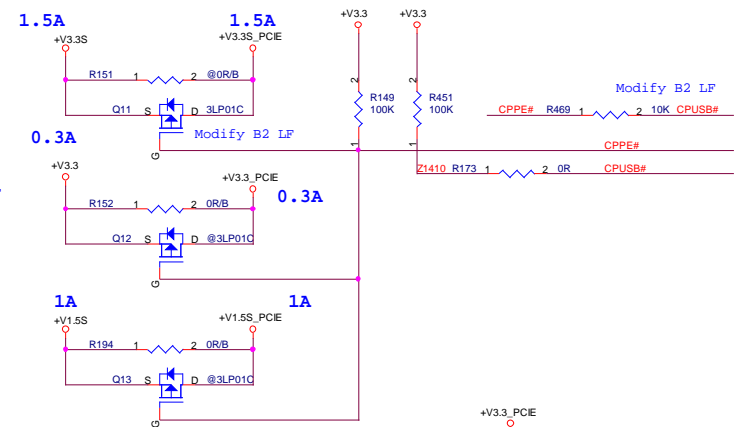 1.5A 1.5A
+V3.3S +V3.3S_PCIE +V3.3 +V3.3
R151 1 2 @0R/B
Q11 S D 3LP01C
Modify B2 LF
G
2 2
R149 R451
100K 100K
1 1
Modify B2 LF
CPPE# R469 1 2 10K CPUSB#
CPPE#
Z1410 R173 1 2 0R CPUSB#
0.3A
+V3.3 +V3.3_PCIE
0.3A
R152 1 2 0R/B
Q12 S D @3LP01C
G
1A 1A
+V1.5S +V1.5S_PCIE
R194 1 2 0R/B
Q13 S D @3LP01C
G
+V3.3_PCIE